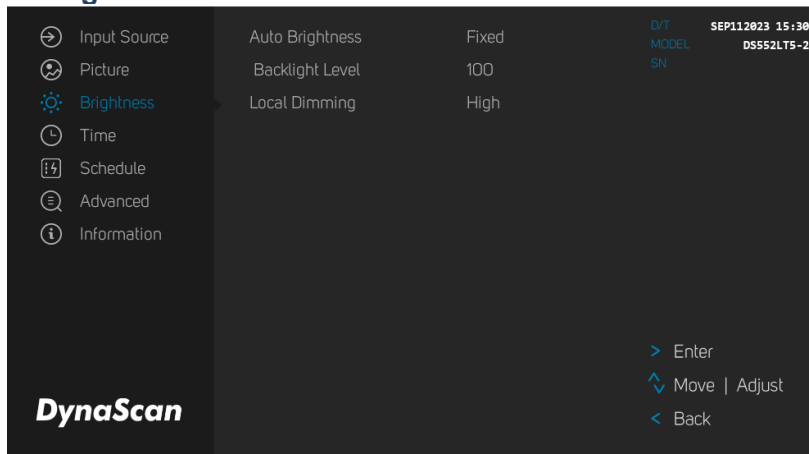 Input Source
Picture
Brightness
Time
Schedule
Advanced
Information
DynaScan
Auto Brightness Fixed
Backlight Level 100
Local Dimming High
D/T SEP112023 15:30
MODEL DS552LT5-2
SN
> Enter
Move | Adjust
< Back